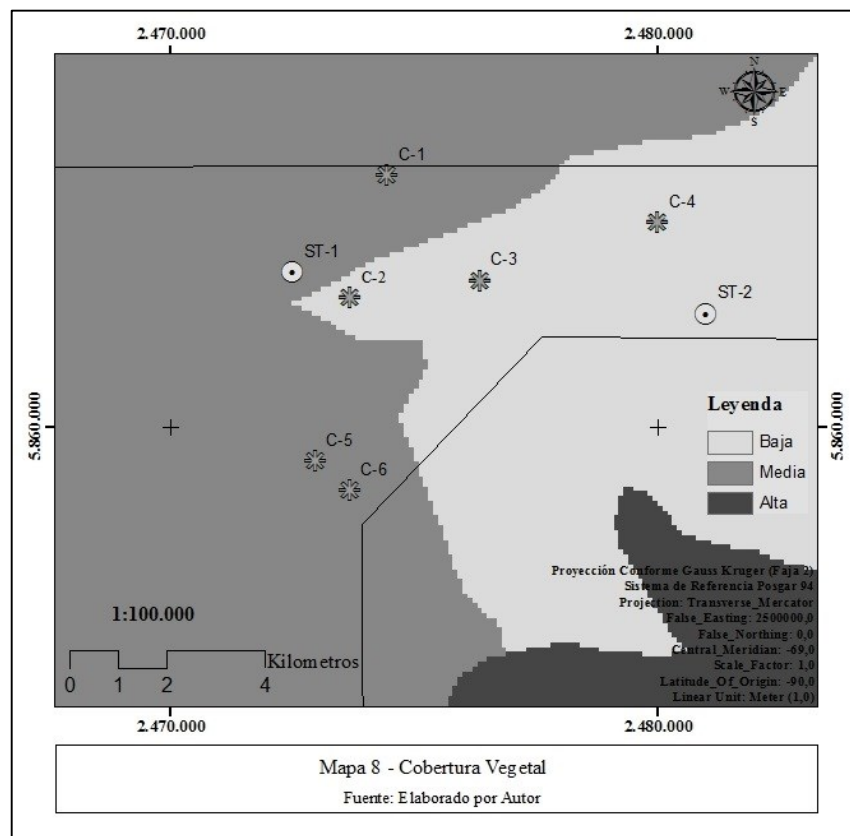 2.470.000
2.480.000
N
W E
S
C-1
C-4
ST-1
C-3
C-2
ST-2
Leyenda
5.860.000
5.860.000
Baja
C-5
Media
C-6
Alta
Proyección Conforme Gauss Kruger (Faja 2)
Sistema de Referencia Posgar 94
Projection: Transverse_Mercator
1:100.000
False_Easting: 2500000,0
False_Northing: 0,0
Central_Meridian: -69,0
Kilometros
Scale_Factor: 1,0
Latitude_Of_Origin: -90,0
0 1 2 4
Linear Unit: Meter (1,0)
2.470.000
2.480.000
Mapa 8 - Cobertura Vegetal
Fuente: Elaborado por Autor